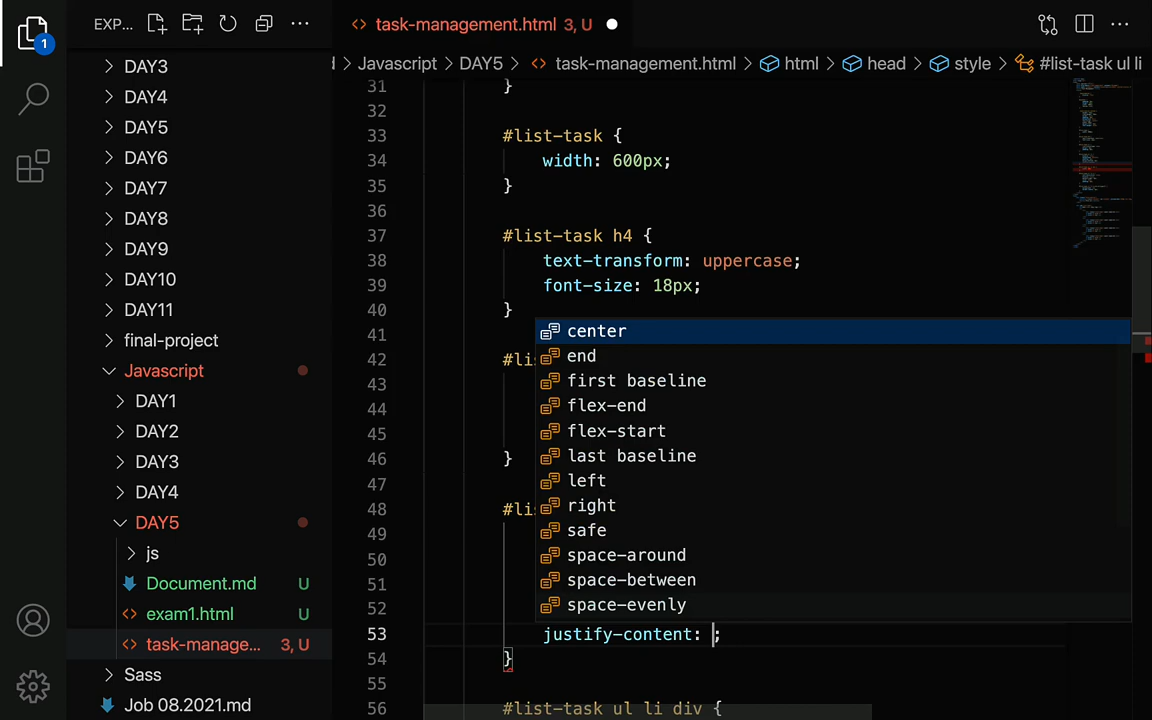 EXP...
task-management.html 3, U
d > Javascript > DAY5 > task-management.html > html > head > style > #list-task ul li
1
DAY3
DAY4
DAY5
DAY6
DAY7
DAY8
DAY9
DAY10
DAY11
final-project
Javascript
DAY1
DAY2
DAY3
DAY4
DAY5
js
Document.md U
exam1.html U
task-manage... 3, U
Sass
Job 08.2021.md
31 }
32
33 #list-task {
34 width: 600px;
35 }
36
37 #list-task h4 {
38 text-transform: uppercase;
39 font-size: 18px;
40 }
41
42 #lis
43
44
45
46 }
47
48 #lis
49
50
51
52
53 justify-content: ;
54 }
55
56 #list-task ul li div {
center
end
first baseline
flex-end
flex-start
last baseline
left
right
safe
space-around
space-between
space-evenly